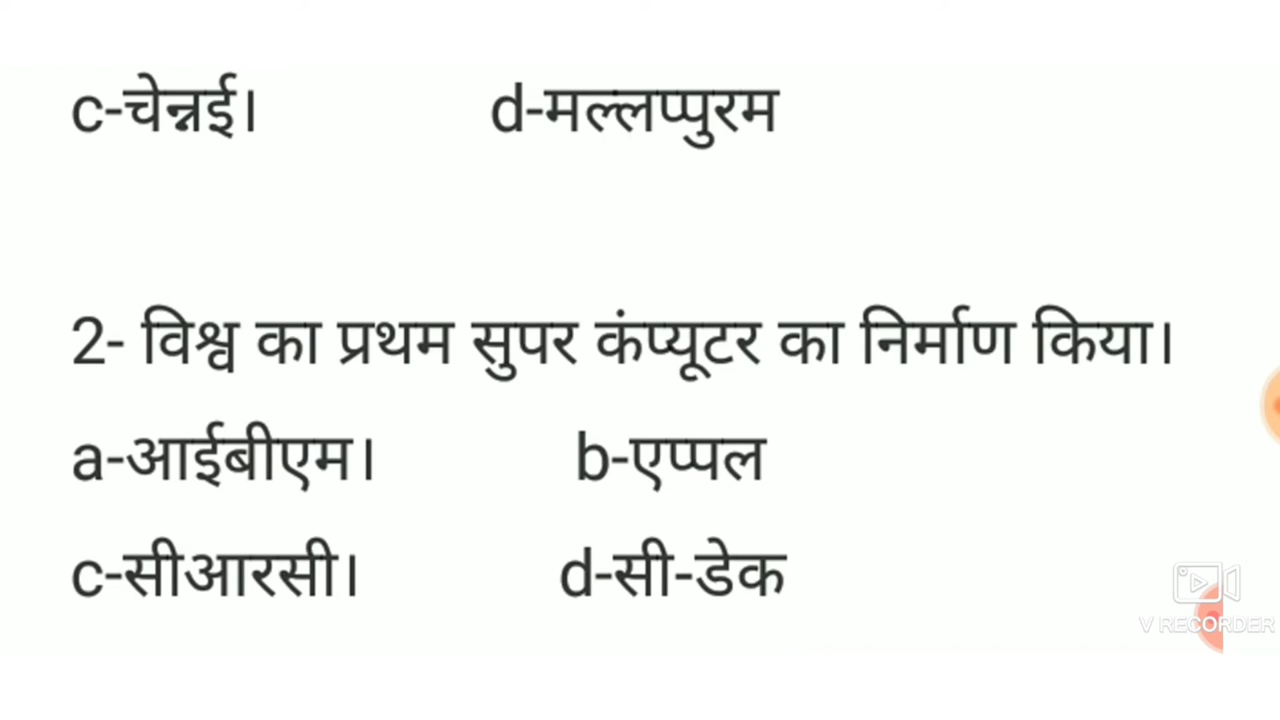 c-चेन्नई। d-मल्लप्पुरम
2- विश्व का प्रथम सुपर कंप्यूटर का निर्माण किया।
a-आईबीएम। b-एप्पल
c-सीआरसी। d-सी-डेक
V RECORDER